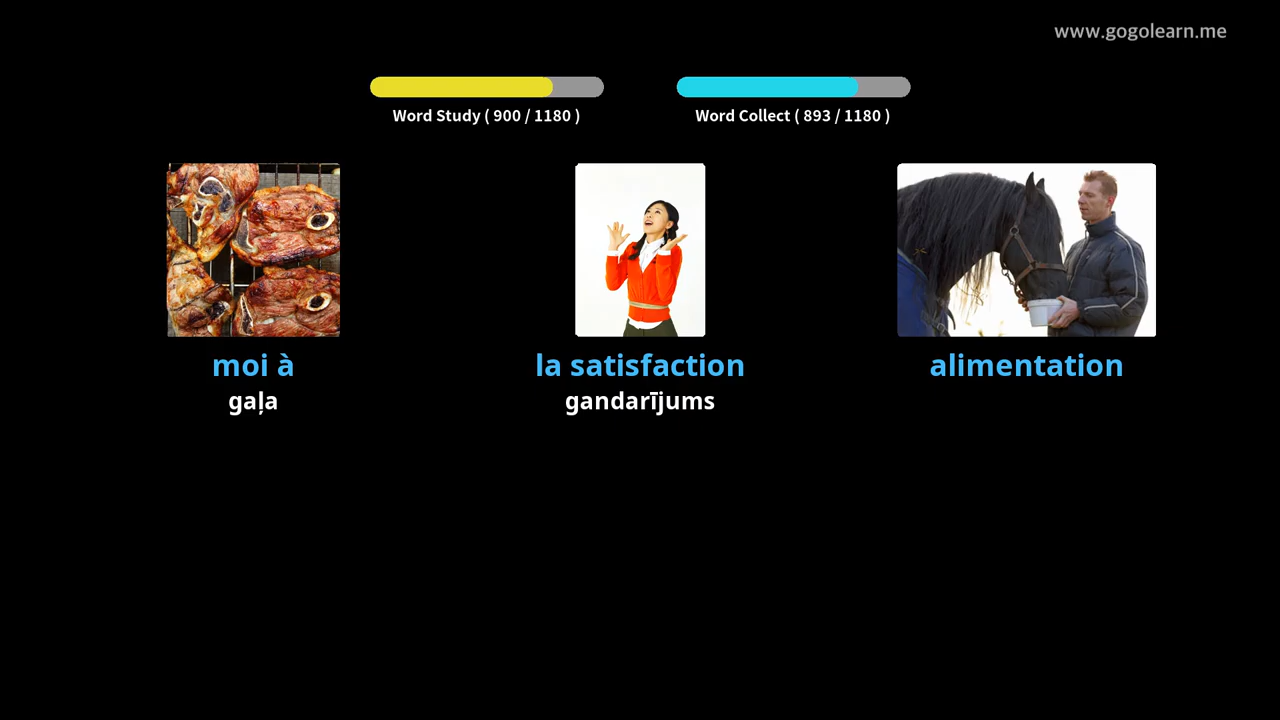 www.gogolearn.me
Word Study ( 900 / 1180 )
Word Collect ( 893 / 1180 )
moi à
gaļa
la satisfaction
gandarījums
alimentation